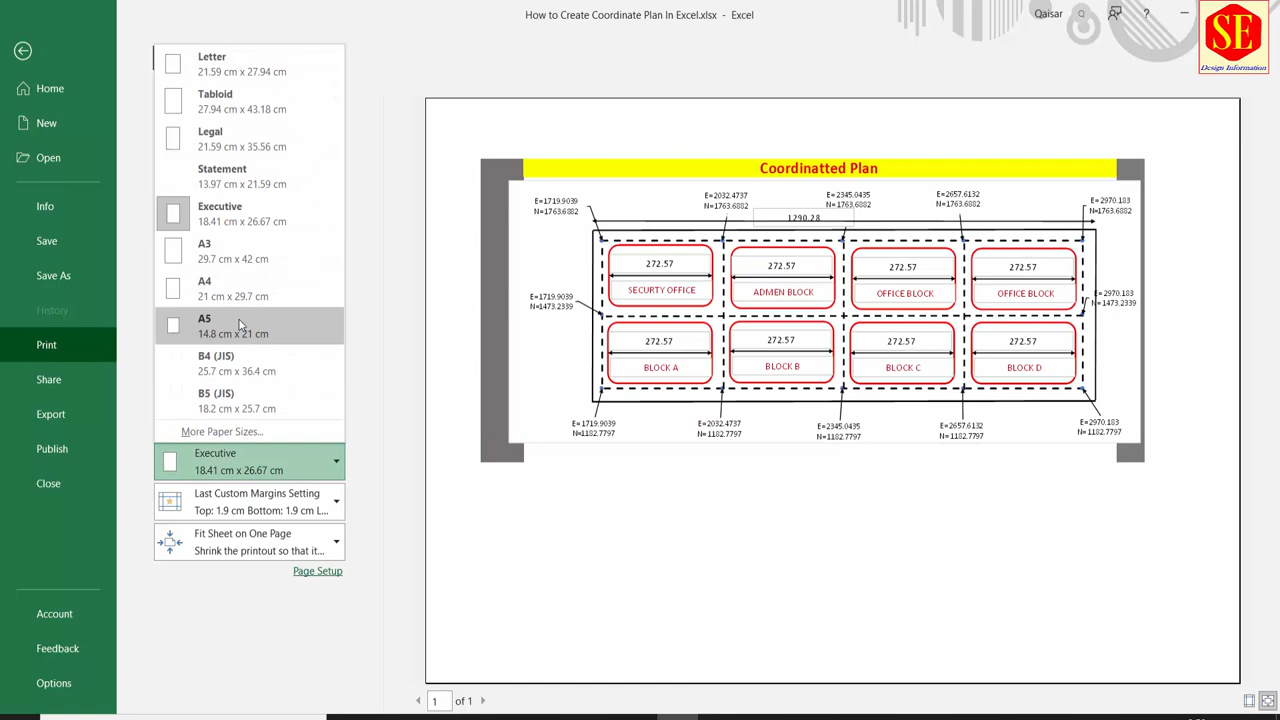 How to Create Coordinate Plan In Excel.xlsx - Excel
Qaisar
?
SE
Design Information
Home
New
Open
Info
Save
Save As
History
Print
Share
Export
Publish
Close
Account
Feedback
Options
Letter
21.59 cm x 27.94 cm
Tabloid
27.94 cm x 43.18 cm
Legal
21.59 cm x 35.56 cm
Statement
13.97 cm x 21.59 cm
Executive
18.41 cm x 26.67 cm
A3
29.7 cm x 42 cm
A4
21 cm x 29.7 cm
A5
14.8 cm x 21 cm
B4 (JIS)
25.7 cm x 36.4 cm
B5 (JIS)
18.2 cm x 25.7 cm
More Paper Sizes...
Executive
18.41 cm x 26.67 cm
Last Custom Margins Setting
Top: 1.9 cm Bottom: 1.9 cm L...
Fit Sheet on One Page
Shrink the printout so that it...
Page Setup
Coordinatted Plan
E=1719.9039
N=1763.6882
E=2032.4737
N=1763.6882
E=2345.0435
N=1763.6882
E=2657.6132
N=1763.6882
E=2970.183
N=1763.6882
1290.28
272.57
272.57
272.57
272.57
SECURTY OFFICE
ADMEN BLOCK
OFFICE BLOCK
OFFICE BLOCK
E=1719.9039
N=1473.2339
E=2970.183
N=1473.2339
272.57
272.57
272.57
272.57
BLOCK A
BLOCK B
BLOCK C
BLOCK D
E=1719.9039
N=1182.7797
E=2032.4737
N=1182.7797
E=2345.0435
N=1182.7797
E=2657.6132
N=1182.7797
E=2970.183
N=1182.7797
1 of 1